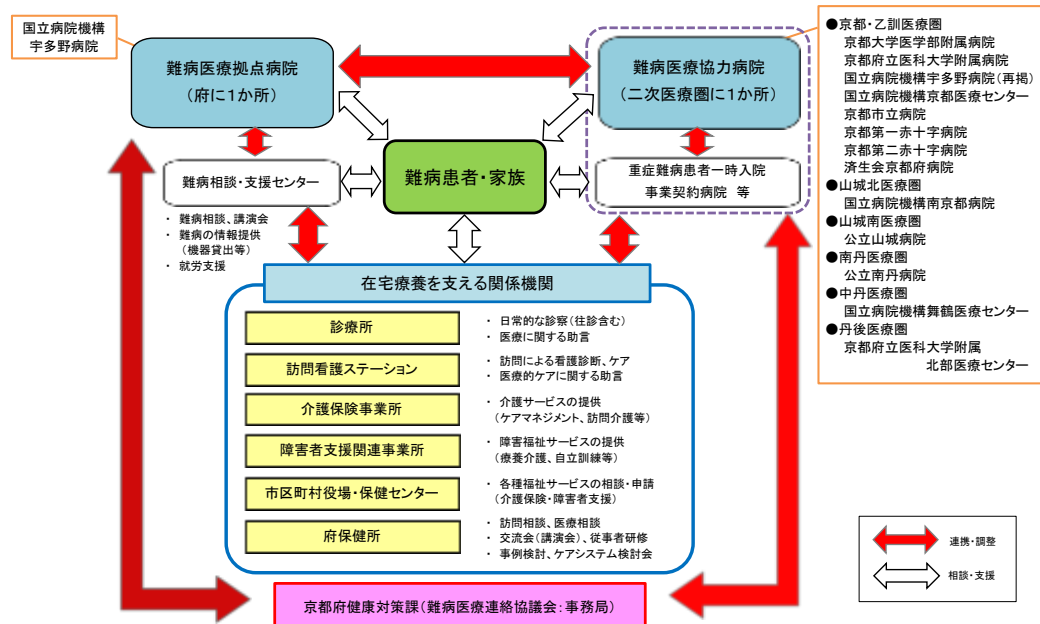 国立病院機構
宇多野病院
難病医療拠点病院
(府に1か所)
難病医療協力病院
(二次医療圏に1か所)
難病相談・支援センター
難病患者・家族
重症難病患者一時入院
事業契約病院 等
・ 難病相談、講演会
・ 難病の情報提供
(機器貸出等)
・ 就労支援
●京都・乙訓医療圏
京都大学医学部附属病院
京都府立医科大学附属病院
国立病院機構宇多野病院(再掲)
国立病院機構京都医療センター
京都市立病院
京都第一赤十字病院
京都第二赤十字病院
済生会京都府病院
●山城北医療圏
国立病院機構南京都病院
●山城南医療圏
公立山城病院
●南丹医療圏
公立南丹病院
●中丹医療圏
国立病院機構舞鶴医療センター
●丹後医療圏
京都府立医科大学附属
北部医療センター
在宅療養を支える関係機関
診療所
・ 日常的な診察(往診含む)
・ 医療に関する助言
訪問看護ステーション
・ 訪問による看護診断、ケア
・ 医療的ケアに関する助言
介護保険事業所
・ 介護サービスの提供
(ケアマネジメント、訪問介護等)
障害者支援関連事業所
・ 障害福祉サービスの提供
(療養介護、自立訓練等)
市区町村役場・保健センター
・ 各種福祉サービスの相談・申請
(介護保険・障害者支援)
府保健所
・ 訪問相談、医療相談
・ 交流会(講演会)、従事者研修
・ 事例検討、ケアシステム検討会
京都府健康対策課(難病医療連絡協議会:事務局)
連携・調整
相談・支援